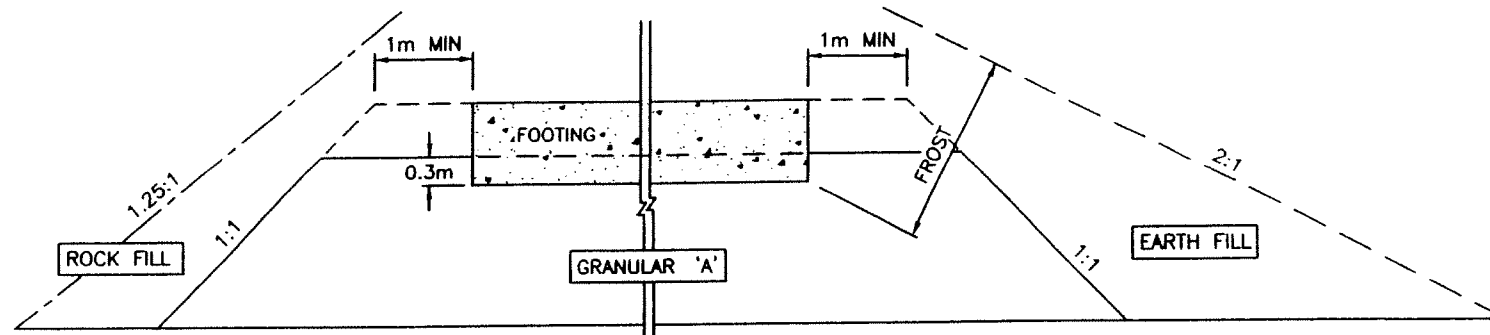 1m MIN
1m MIN
FOOTING
0.3m
FROST
1.25:1
1:1
2:1
1:1
ROCK FILL
GRANULAR 'A'
EARTH FILL